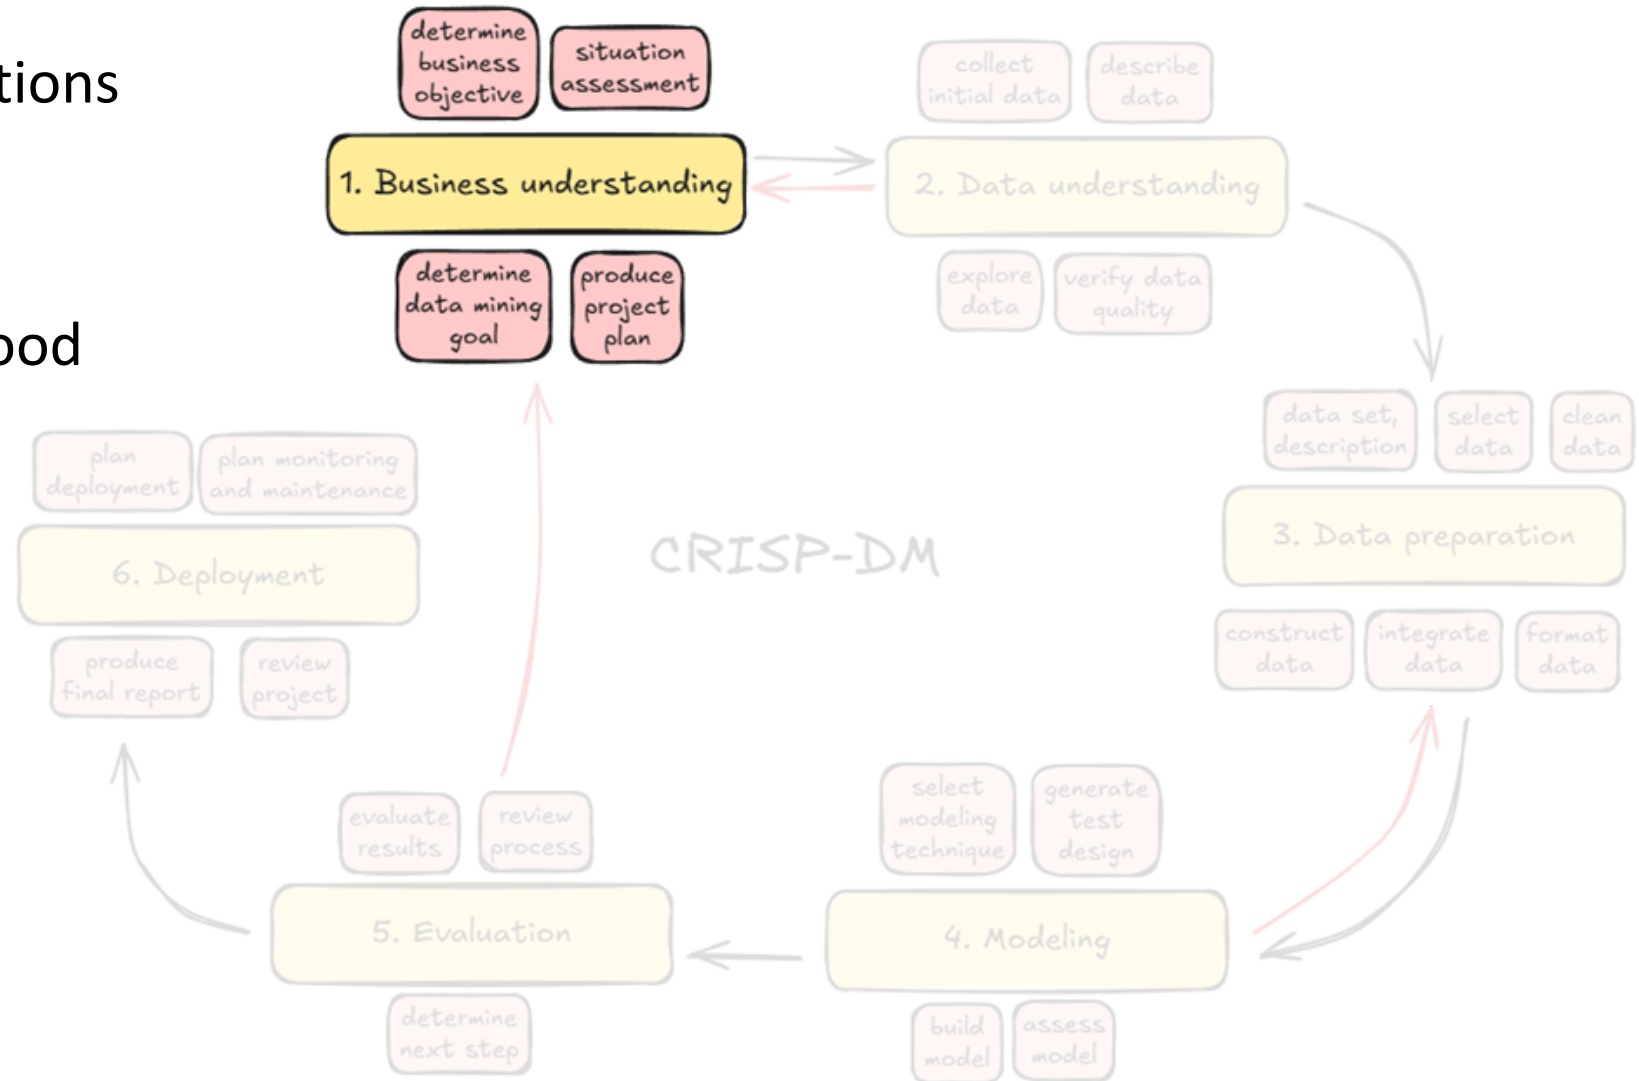 tions
ood
determine
business
objective
situation
assessment
1. Business understanding
determine
data mining
goal
produce
project
plan
collect
initial data
describe
data
2. Data understanding
explore
data
verify data
quality
data set,
description
select
data
clean
data
3. Data preparation
construct
data
integrate
data
format
data
plan
deployment
plan monitoring
and maintenance
6. Deployment
produce
final report
review
project
CRISP-DM
select
modeling
technique
generate
test
design
4. Modeling
build
model
assess
model
evaluate
results
review
process
5. Evaluation
determine
next step